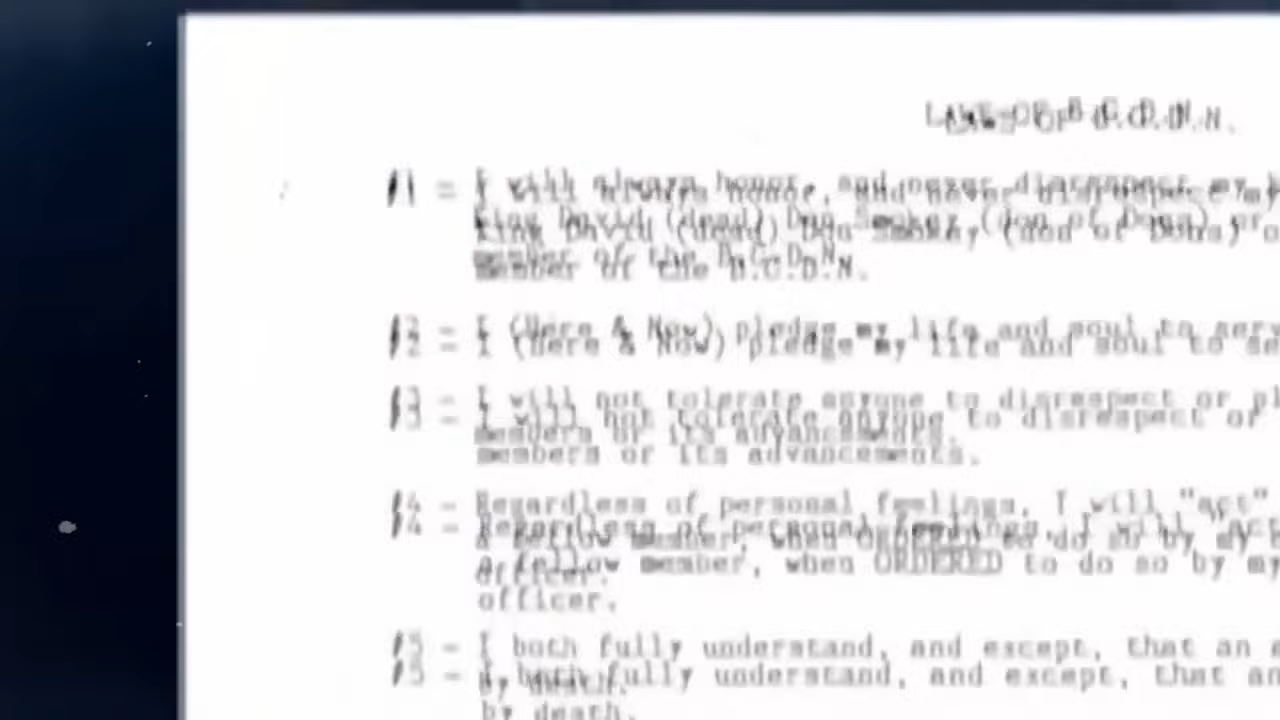 LAWS OF B.G.D.N.
#1 = I will always honor, and never disrespect my
King David (dead) Don Smokey (don of Dons) or
member of the B.G.D.N.
#2 = I (Here & Now) pledge my life and soul to
#3 = I will not tolerate anyone to disrespect or
members or its advancements.
#4 - Regardless of personal feelings, I will "act"
a fellow member, when ORDERED to do so by my
officer.
#5 - I both fully understand, and except, that an
by death.